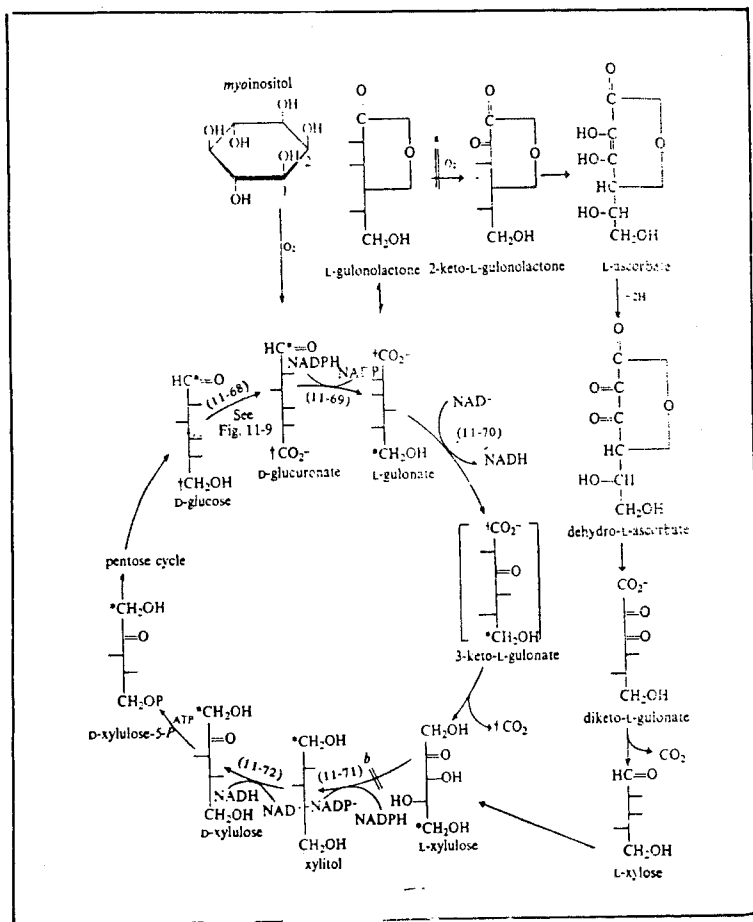 myoinositol
OH
OH
OH
OH
OH
OH
2
1
O₂
O
C
O
CH₂OH
L-gulonolactone
a
O₂
O
C
O=
O
CH₂OH
2-keto-L-gulonolactone
O
C
HO-C
HO-C
HC
HO-CH
CH₂OH
O
L-ascorbate
-2H
HC*=O
†CH₂OH
D-glucose
(11-68)
See
Fig. 11-9
HC*=O
†CO₂⁻
D-glucuronate
NADPH
NADP
(11-69)
†CO₂⁻
*CH₂OH
L-gulonate
NAD⁻
(11-70)
NADH
O
C
O=C
O=C
HC
HO-CH
CH₂OH
O
dehydro-L-ascorbate
†CO₂⁻
=O
*CH₂OH
3-keto-L-gulonate
†CO₂
CO₂⁻
=O
=O
CH₂OH
diketo-L-gulonate
CO₂
HC=O
CH₂OH
L-xylose
CH₂OH
=O
OH
HO
*CH₂OH
L-xylulose
b
(11-71)
NADP-
NADPH
*CH₂OH
CH₂OH
xylitol
(11-72)
NADH
NAD
*CH₂OH
=O
CH₂OH
D-xylulose
ATP
*CH₂OH
=O
CH₂OP
D-xylulose-5-P
pentose cycle